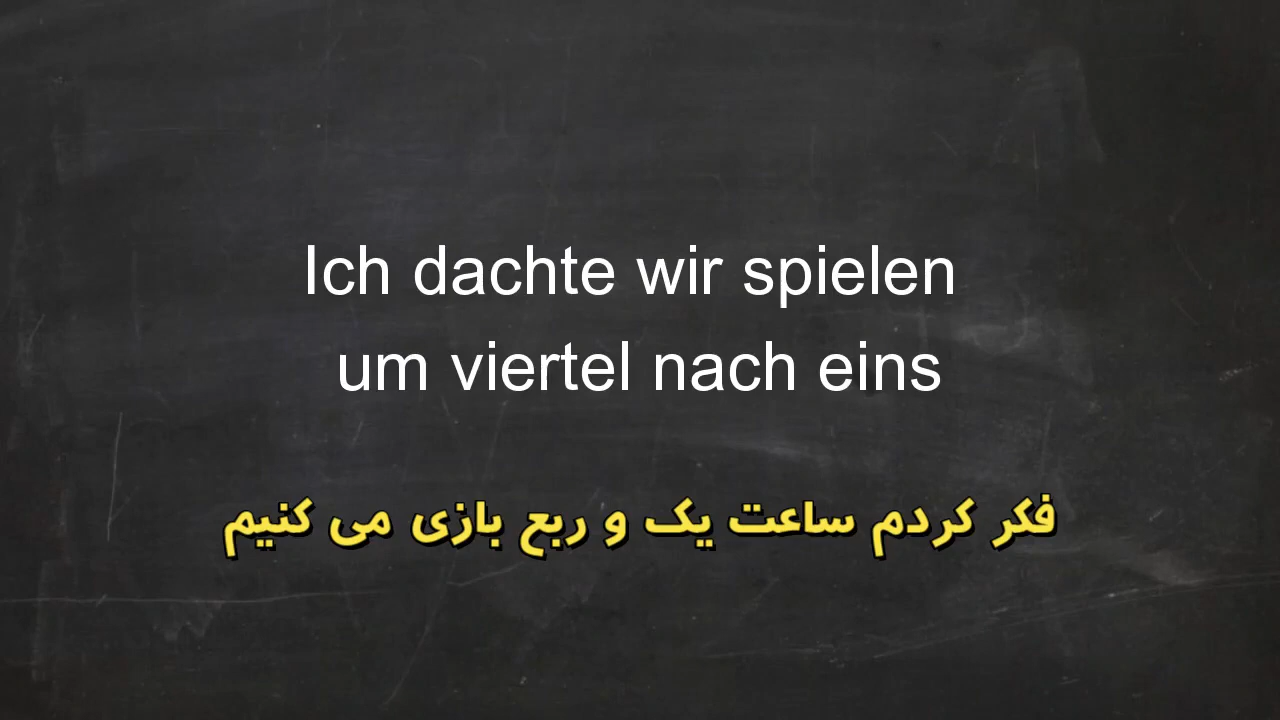 Ich dachte wir spielen
um viertel nach eins
فکر کردم ساعت یک و ربع بازی می کنیم